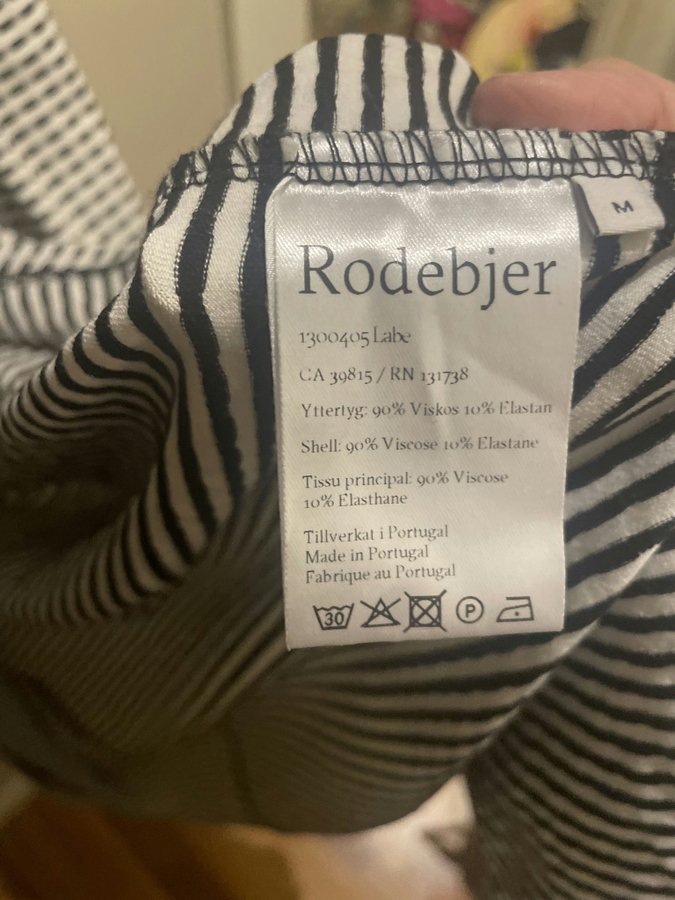 M
Rodebjer
1300405 Labe
CA 39815 / RN 131738
Yttertyg: 90% Viskos 10% Elastan
Shell: 90% Viscose 10% Elastane
Tissu principal: 90% Viscose
10% Elasthane
Tillverkat i Portugal
Made in Portugal
Fabrique au Portugal
30 P